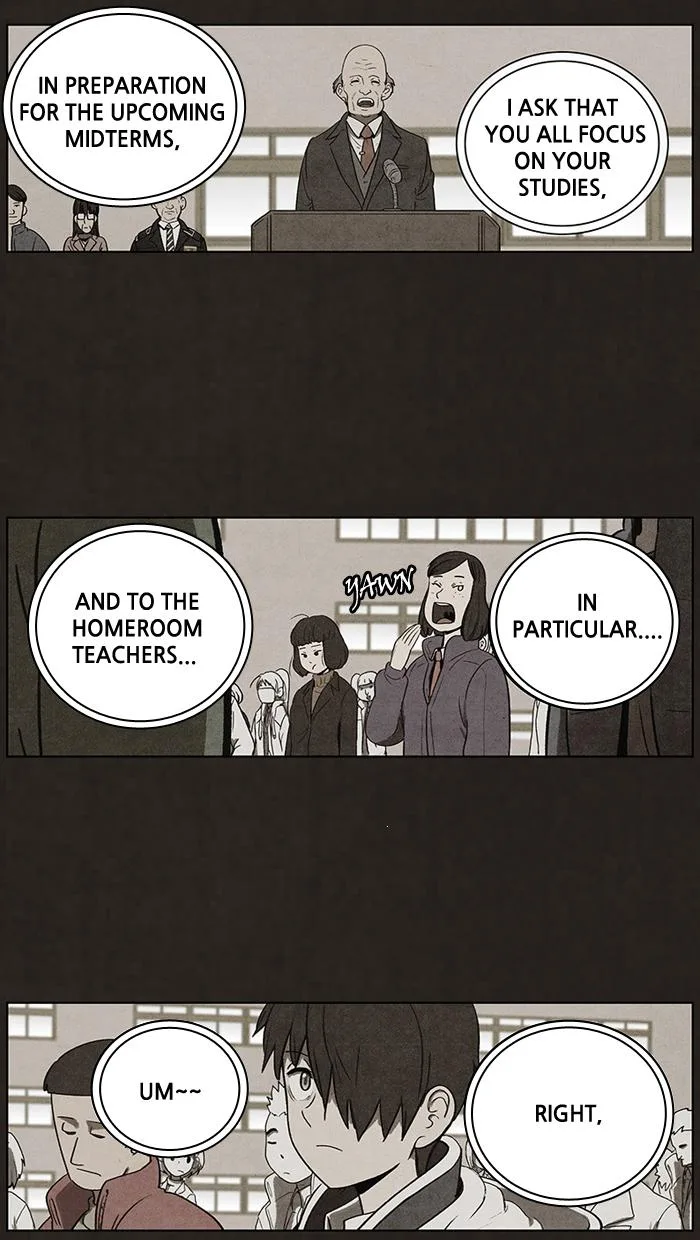 IN PREPARATION
FOR THE UPCOMING
MIDTERMS,
I ASK THAT
YOU ALL FOCUS
ON YOUR
STUDIES,
AND TO THE
HOMEROOM
TEACHERS...
YAWN
IN
PARTICULAR....
UM~~
RIGHT,